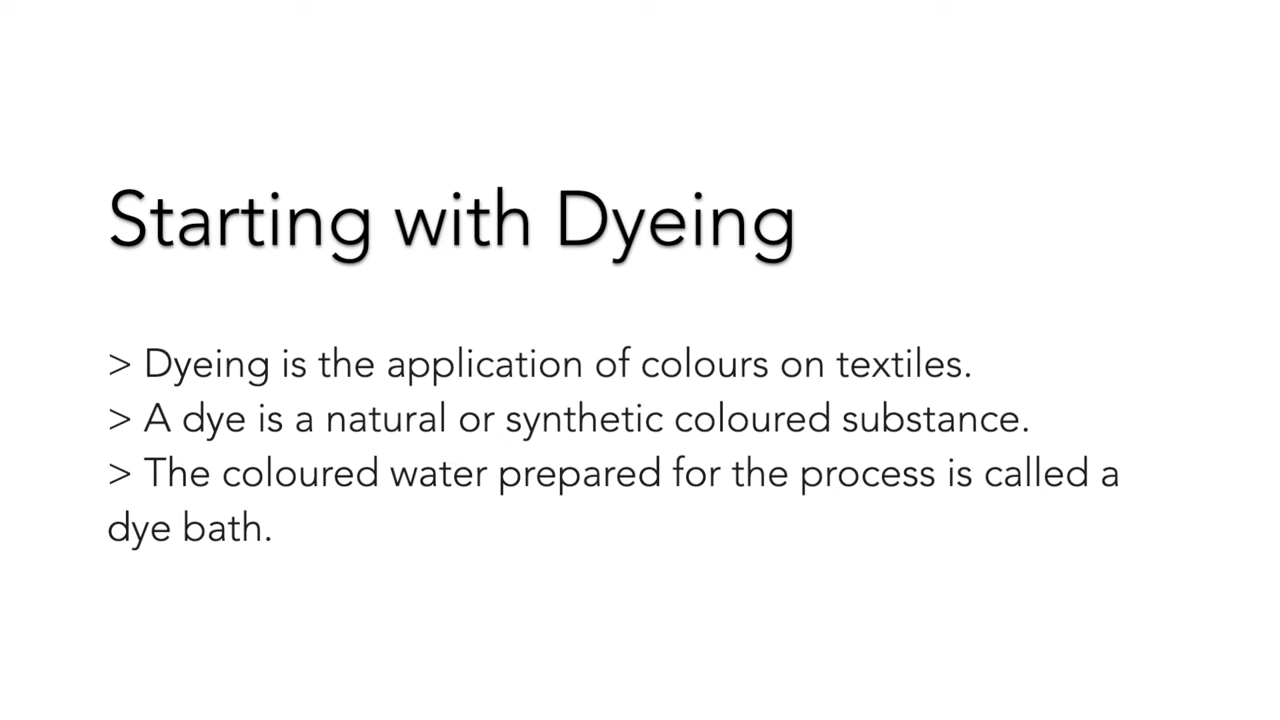 Starting with Dyeing
> Dyeing is the application of colours on textiles.
> A dye is a natural or synthetic coloured substance.
> The coloured water prepared for the process is called a
dye bath.